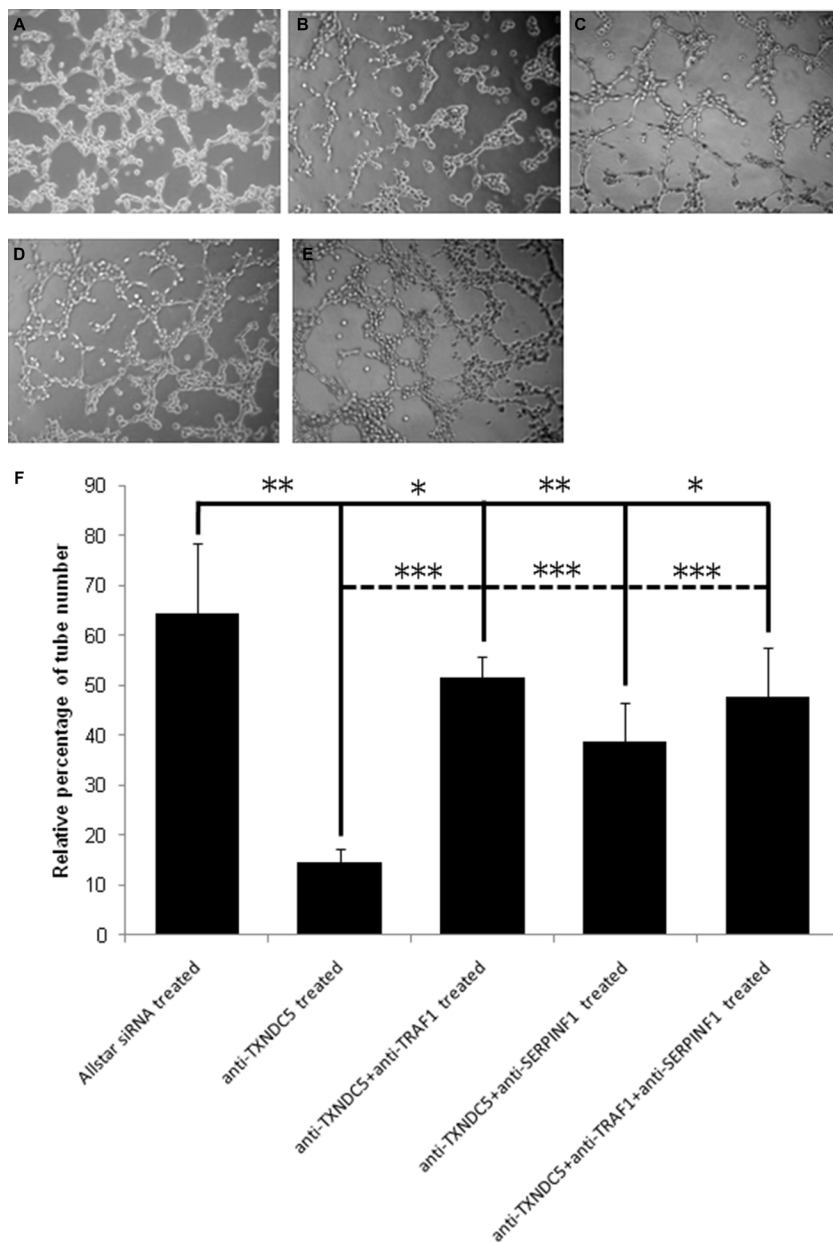 A
B
C
D
E
F
Relative percentage of tube number
90
80
70
60
50
40
30
20
10
0
** * ** *
*** *** ***
Allstar siRNA treated
anti-TXNDC5 treated
anti-TXNDC5+anti-TRAF1 treated
anti-TXNDC5+anti-SERPINF1 treated
anti-TXNDC5+anti-TRAF1+anti-SERPINF1 treated